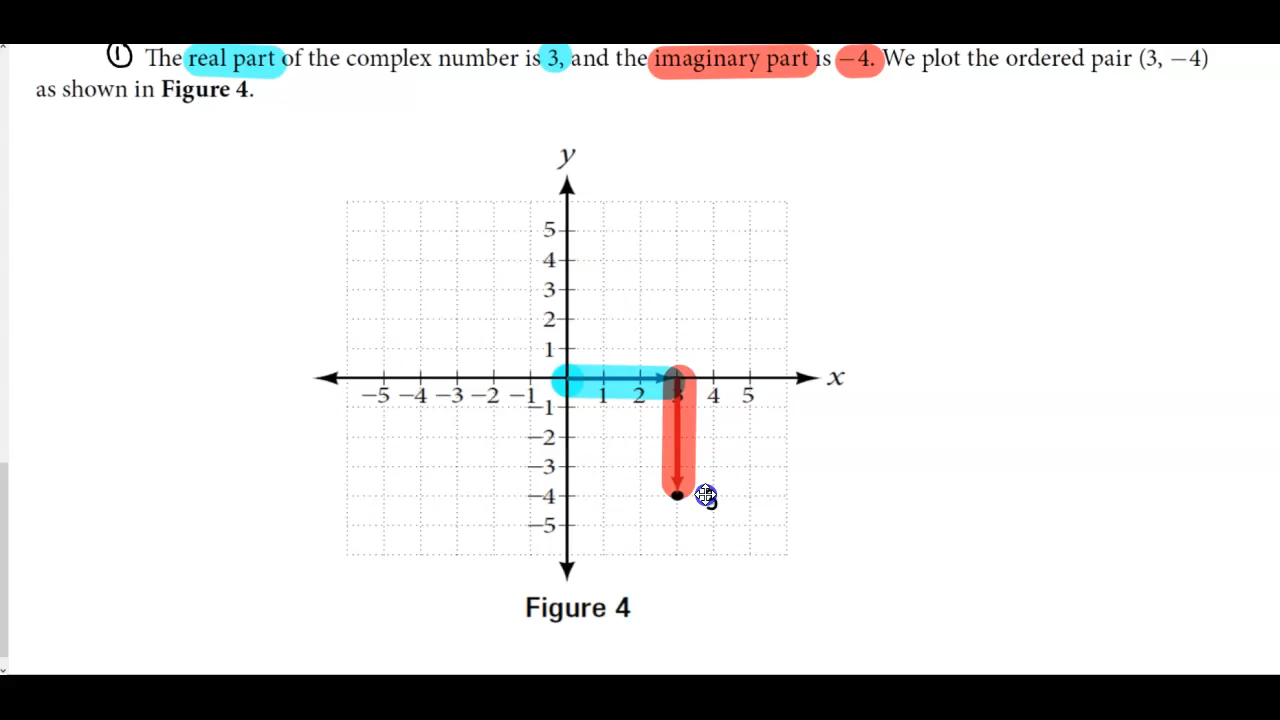 ① The real part of the complex number is 3, and the imaginary part is −4. We plot the ordered pair (3, −4)
as shown in Figure 4.
y
5
4
3
2
1
x
−5 −4 −3 −2 −1 1 2 3 4 5
−1
−2
−3
−4
3
−5
Figure 4